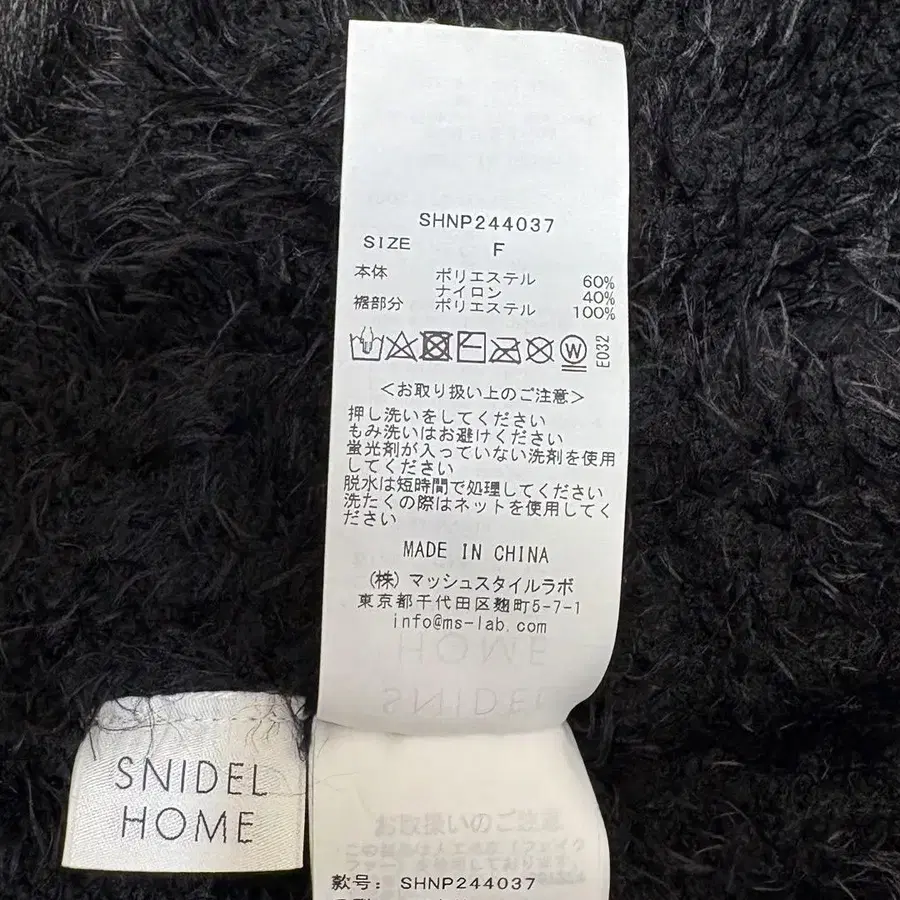 SHNP244037
SIZE F
本体 ポリエステル 60%
ナイロン 40%
裾部分 ポリエステル 100%
W
E032
<お取り扱い上のご注意>
押し洗いをしてください
もみ洗いはお避けください
蛍光剤が入っていない洗剤を使用
してください
脱水は短時間で処理してください
洗たくの際はネットを使用してく
ださい
MADE IN CHINA
(株)マッシュスタイルラボ
東京都千代田区麹町5-7-1
info@ms-lab.com
SNIDEL
HOME
お取扱いのご注意
款号: SHNP244037